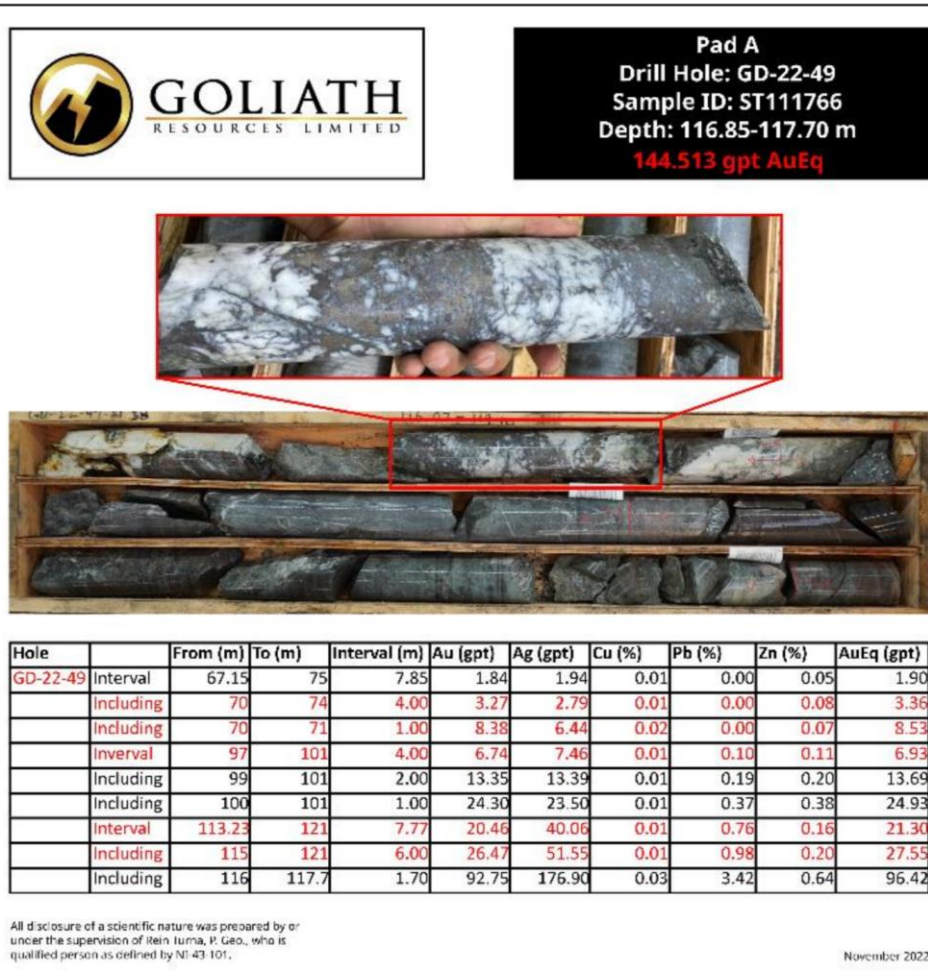 GOLIATH
RESOURCES LIMITED
Pad A
Drill Hole: GD-22-49
Sample ID: ST111766
Depth: 116.85-117.70 m
144.513 gpt AuEq
Hole From (m) To (m) Interval (m) Au (gpt) Ag (gpt) Cu (%) Pb (%) Zn (%) AuEq (gpt)
GD-22-49 Interval 67.15 75 7.85 1.84 1.94 0.01 0.00 0.05 1.90
Including 70 74 4.00 3.27 2.79 0.01 0.00 0.08 3.36
Including 70 71 1.00 8.38 6.44 0.02 0.00 0.07 8.53
Inverval 97 101 4.00 6.74 7.46 0.01 0.10 0.11 6.93
Including 99 101 2.00 13.35 13.39 0.01 0.19 0.20 13.69
Including 100 101 1.00 24.30 23.50 0.01 0.37 0.38 24.93
Interval 113.23 121 7.77 20.46 40.06 0.01 0.76 0.16 21.30
Including 115 121 6.00 26.47 51.55 0.01 0.98 0.20 27.55
Including 116 117.7 1.70 92.75 176.90 0.03 3.42 0.64 96.42
All disclosure of a scientific nature was prepared by or
under the supervision of Rein Turna, P. Geo., who is
qualified person as defined by NI-43-101.
November 2022